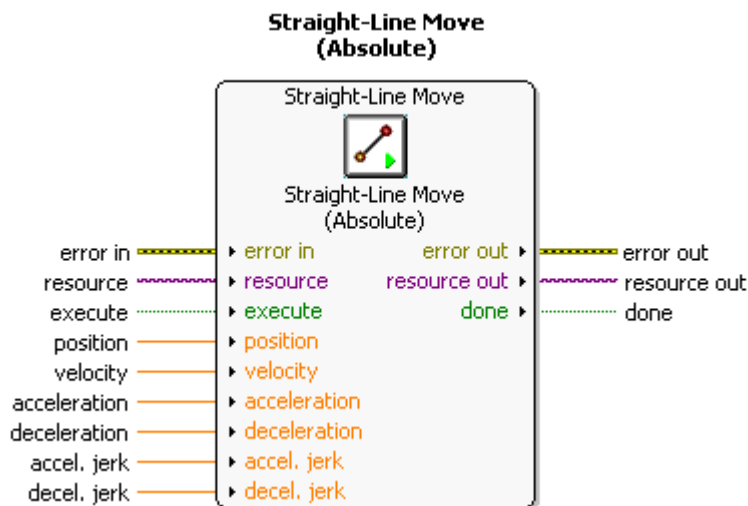 Straight-Line Move
(Absolute)
Straight-Line Move
Straight-Line Move
(Absolute)
error in error in error out error out
resource resource resource out resource out
execute execute done done
position position
velocity velocity
acceleration acceleration
deceleration deceleration
accel. jerk accel. jerk
decel. jerk decel. jerk